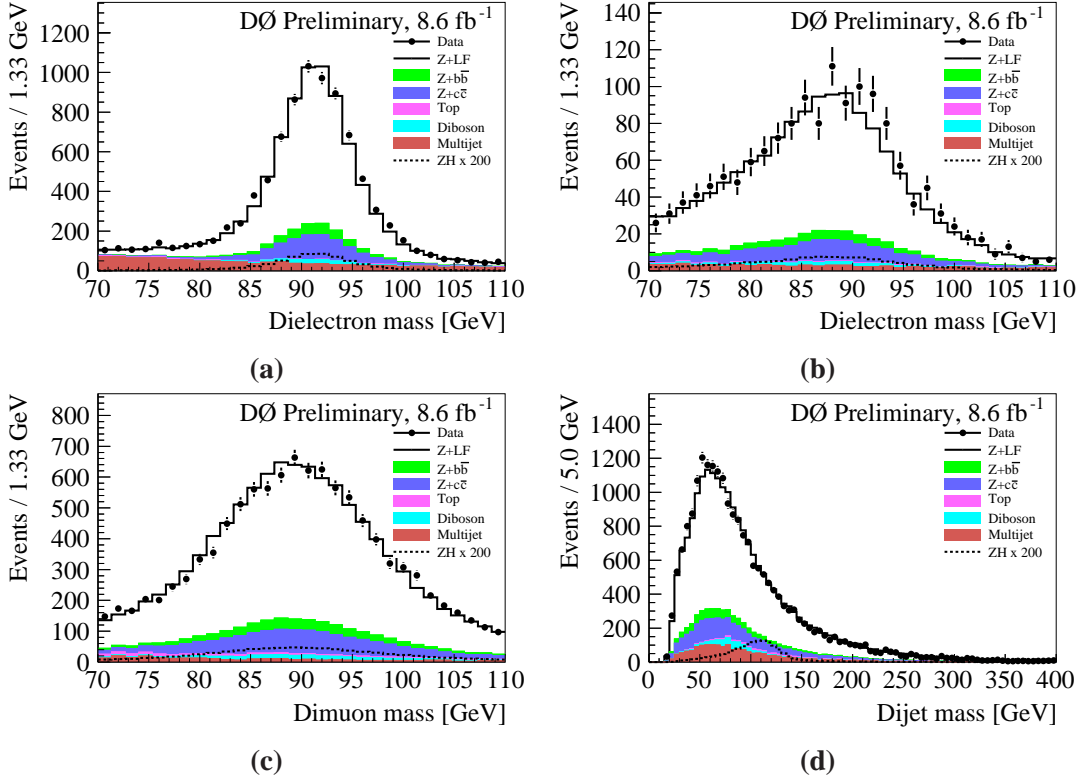 DØ Preliminary, 8.6 fb⁻¹
Events / 1.33 GeV
1200
1000
800
600
400
200
0
Data
Z+LF
Z+bb̅
Z+cc̅
Top
Diboson
Multijet
ZH x 200
70 75 80 85 90 95 100 105 110
Dielectron mass [GeV]
(a)
DØ Preliminary, 8.6 fb⁻¹
Events / 1.33 GeV
140
120
100
80
60
40
20
0
Data
Z+LF
Z+bb̅
Z+cc̅
Top
Diboson
Multijet
ZH x 200
70 75 80 85 90 95 100 105 110
Dielectron mass [GeV]
(b)
DØ Preliminary, 8.6 fb⁻¹
Events / 1.33 GeV
800
700
600
500
400
300
200
100
0
Data
Z+LF
Z+bb̅
Z+cc̅
Top
Diboson
Multijet
ZH x 200
70 75 80 85 90 95 100 105 110
Dimuon mass [GeV]
(c)
DØ Preliminary, 8.6 fb⁻¹
Events / 5.0 GeV
1400
1200
1000
800
600
400
200
0
Data
Z+LF
Z+bb̅
Z+cc̅
Top
Diboson
Multijet
ZH x 200
0 50 100 150 200 250 300 350 400
Dijet mass [GeV]
(d)